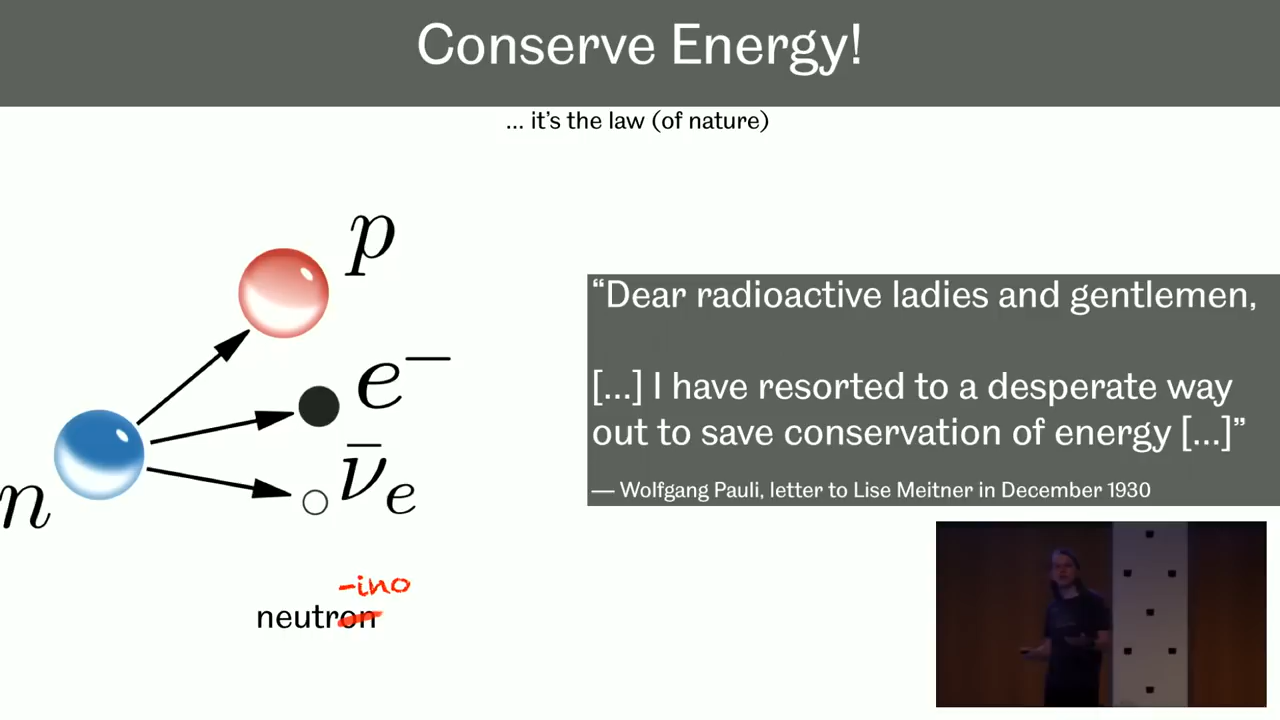 Conserve Energy!
... it's the law (of nature)
p
e⁻
ν̄ₑ
n
-ino
neutron
“Dear radioactive ladies and gentlemen,
[...] I have resorted to a desperate way
out to save conservation of energy [...]”
— Wolfgang Pauli, letter to Lise Meitner in December 1930